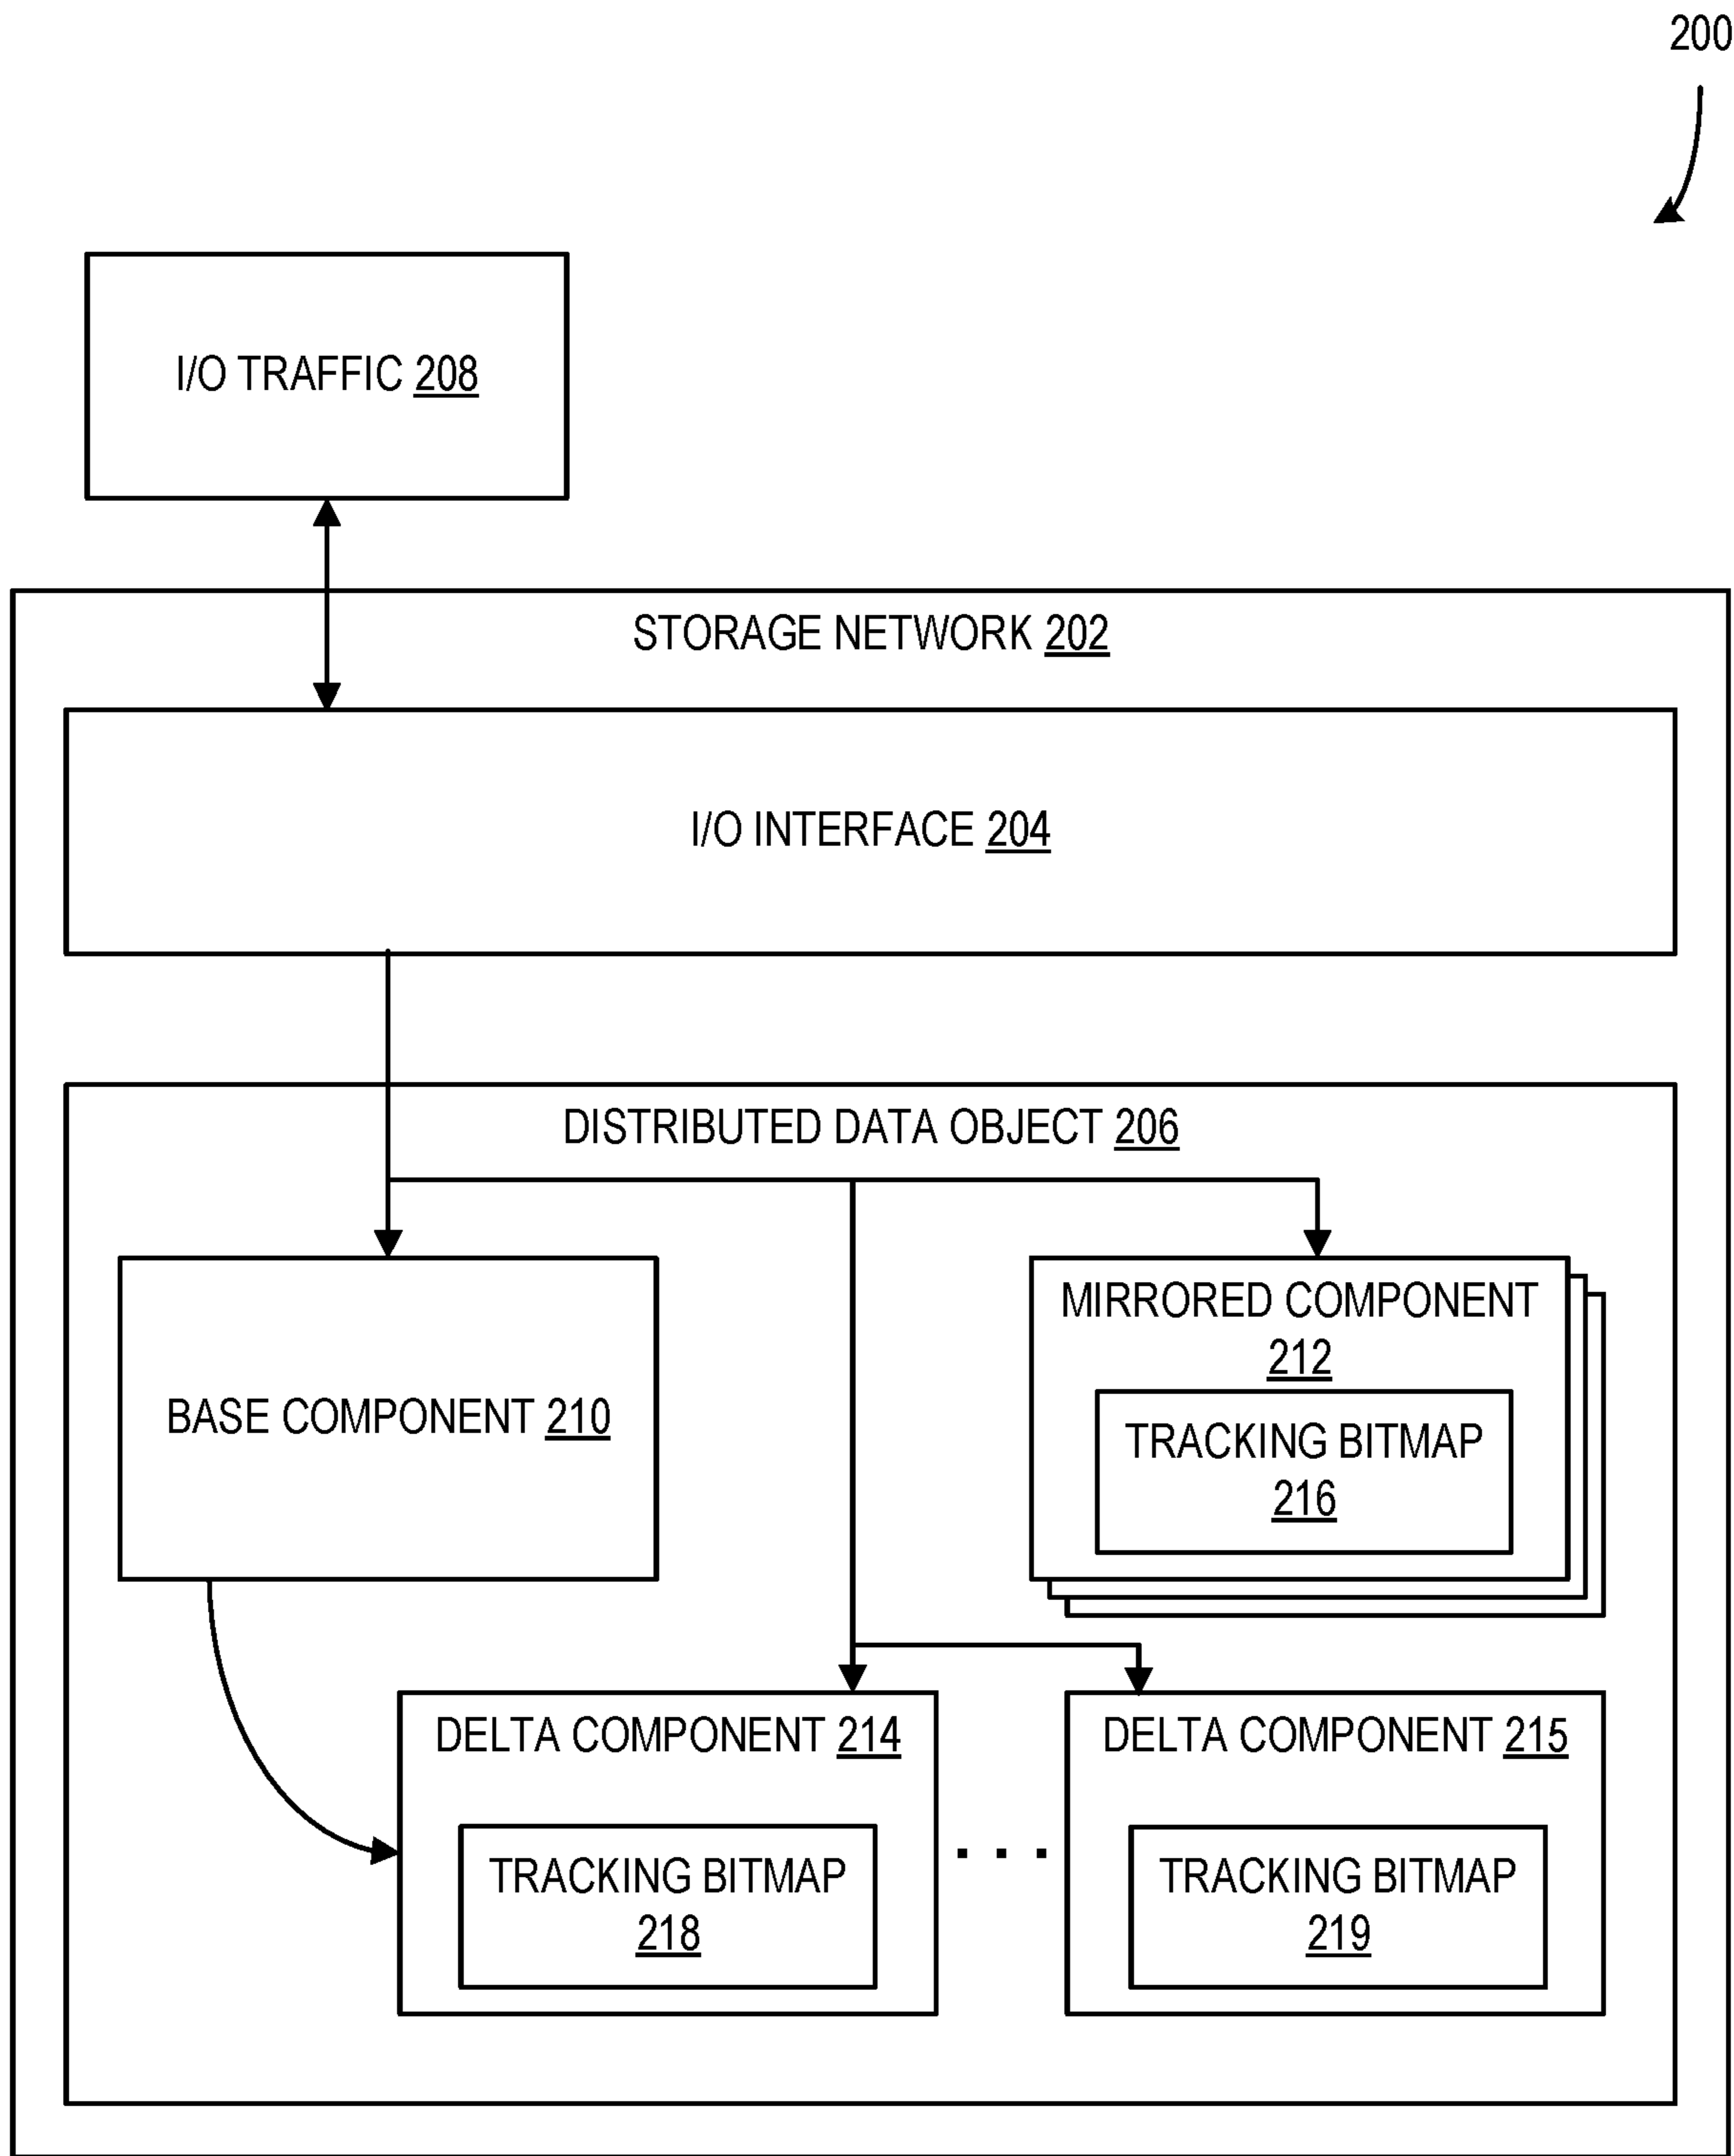 200
I/O TRAFFIC 208
STORAGE NETWORK 202
I/O INTERFACE 204
DISTRIBUTED DATA OBJECT 206
BASE COMPONENT 210
MIRRORED COMPONENT
212
TRACKING BITMAP
216
DELTA COMPONENT 214
TRACKING BITMAP
218
. . .
DELTA COMPONENT 215
TRACKING BITMAP
219